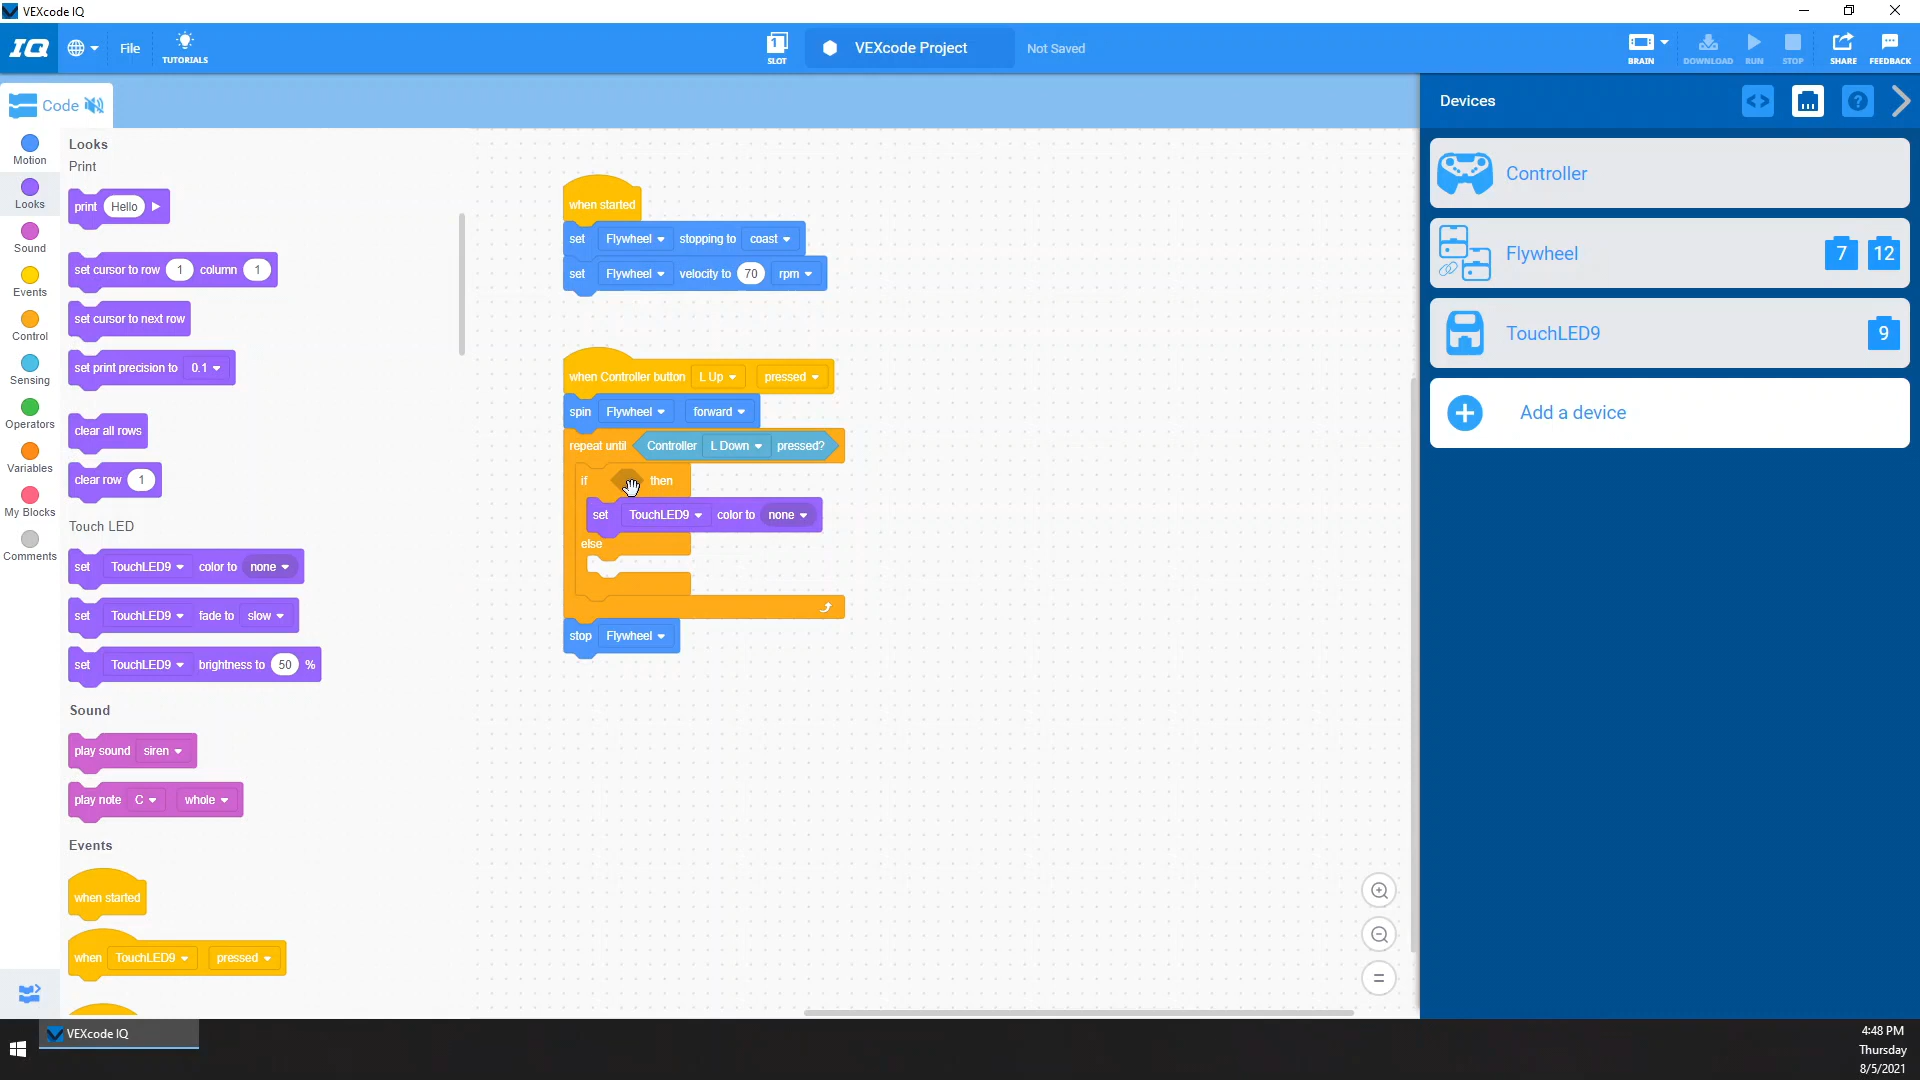 VEXcode IQ
IQ File TUTORIALS 1 SLOT VEXcode Project Not Saved BRAIN DOWNLOAD RUN STOP SHARE FEEDBACK
Code
Motion
Looks
Sound
Events
Control
Sensing
Operators
Variables
My Blocks
Comments
Looks
Print
print Hello
set cursor to row 1 column 1
set cursor to next row
set print precision to 0.1
clear all rows
clear row 1
Touch LED
set TouchLED9 color to none
set TouchLED9 fade to slow
set TouchLED9 brightness to 50 %
Sound
play sound siren
play note C whole
Events
when started
when TouchLED9 pressed
when started
set Flywheel stopping to coast
set Flywheel velocity to 70 rpm
when Controller button L Up pressed
spin Flywheel forward
repeat until Controller L Down pressed?
if then
set TouchLED9 color to none
else
stop Flywheel
Devices
Controller
Flywheel 7 12
TouchLED9 9
Add a device
VEXcode IQ
4:48 PM
Thursday
8/5/2021